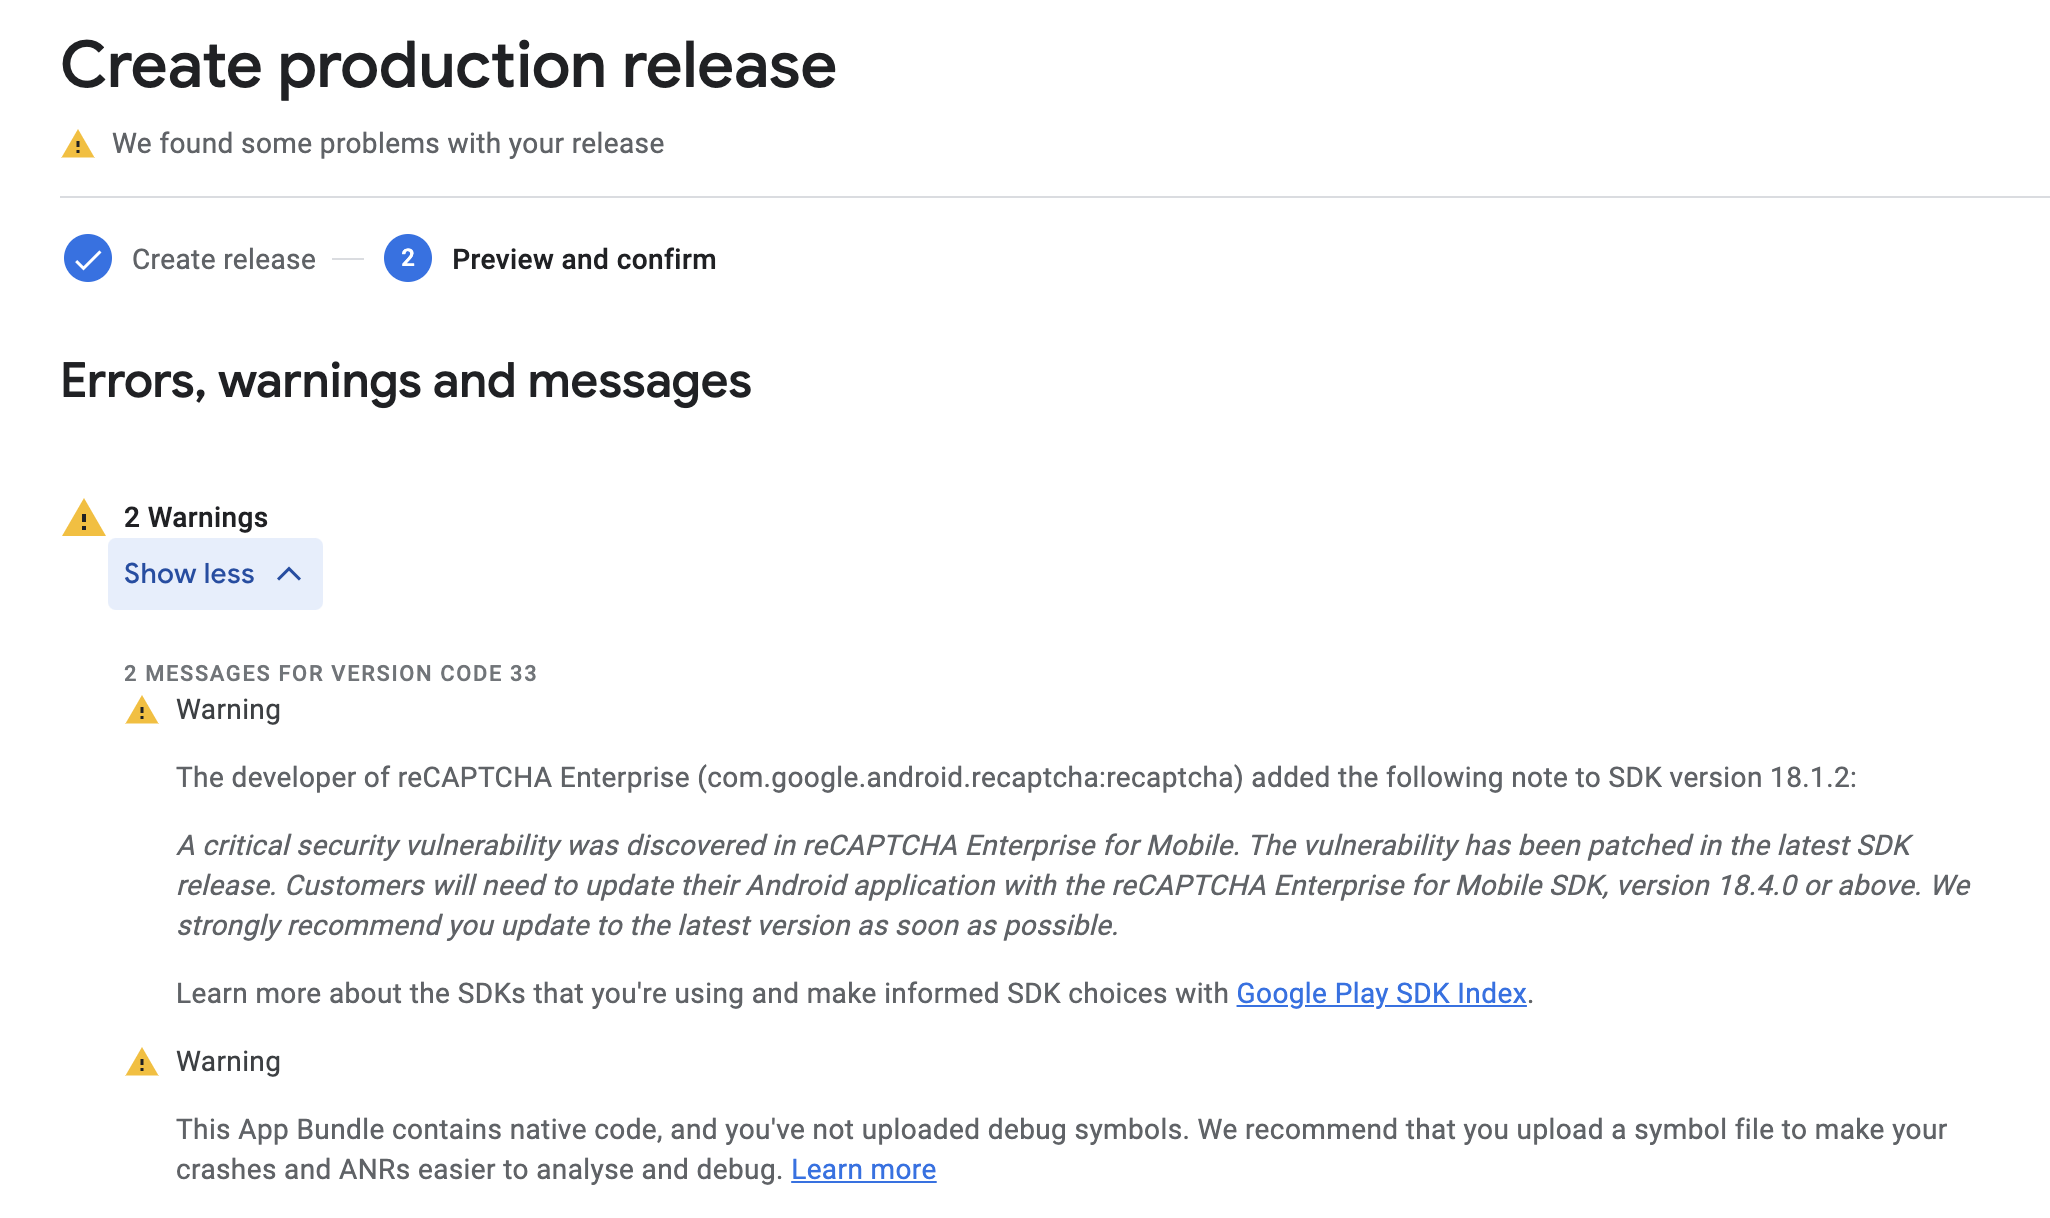 Create production release
We found some problems with your release
Create release
2 Preview and confirm
Errors, warnings and messages
2 Warnings
Show less
2 MESSAGES FOR VERSION CODE 33
Warning
The developer of reCAPTCHA Enterprise (com.google.android.recaptcha:recaptcha) added the following note to SDK version 18.1.2:
A critical security vulnerability was discovered in reCAPTCHA Enterprise for Mobile. The vulnerability has been patched in the latest SDK
release. Customers will need to update their Android application with the reCAPTCHA Enterprise for Mobile SDK, version 18.4.0 or above. We
strongly recommend you update to the latest version as soon as possible.
Learn more about the SDKs that you're using and make informed SDK choices with Google Play SDK Index.
Warning
This App Bundle contains native code, and you've not uploaded debug symbols. We recommend that you upload a symbol file to make your
crashes and ANRs easier to analyse and debug. Learn more